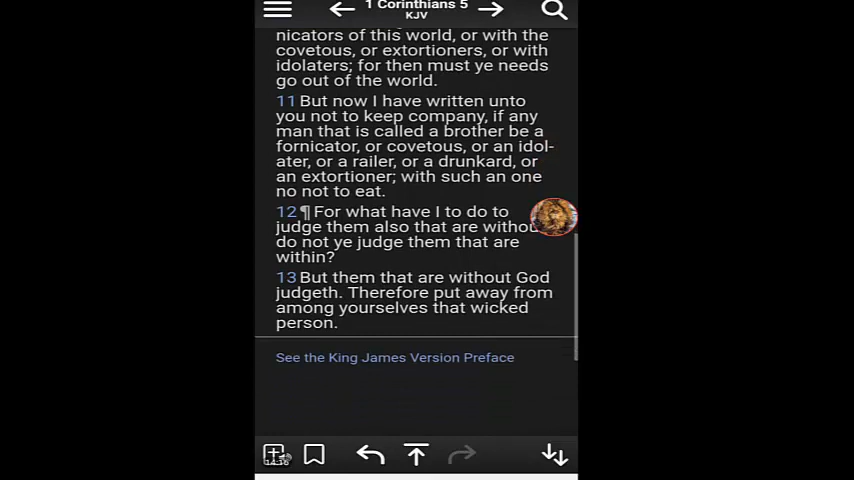 1 Corinthians 5
KJV
nicators of this world, or with the
covetous, or extortioners, or with
idolaters; for then must ye needs
go out of the world.
11 But now I have written unto
you not to keep company, if any
man that is called a brother be a
fornicator, or covetous, or an idol-
ater, or a railer, or a drunkard, or
an extortioner; with such an one
no not to eat.
12 ¶ For what have I to do to
judge them also that are
do not ye judge them that are
within?
13 But them that are without God
judgeth. Therefore put away from
among yourselves that wicked
person.
See the King James Version Preface
14:16